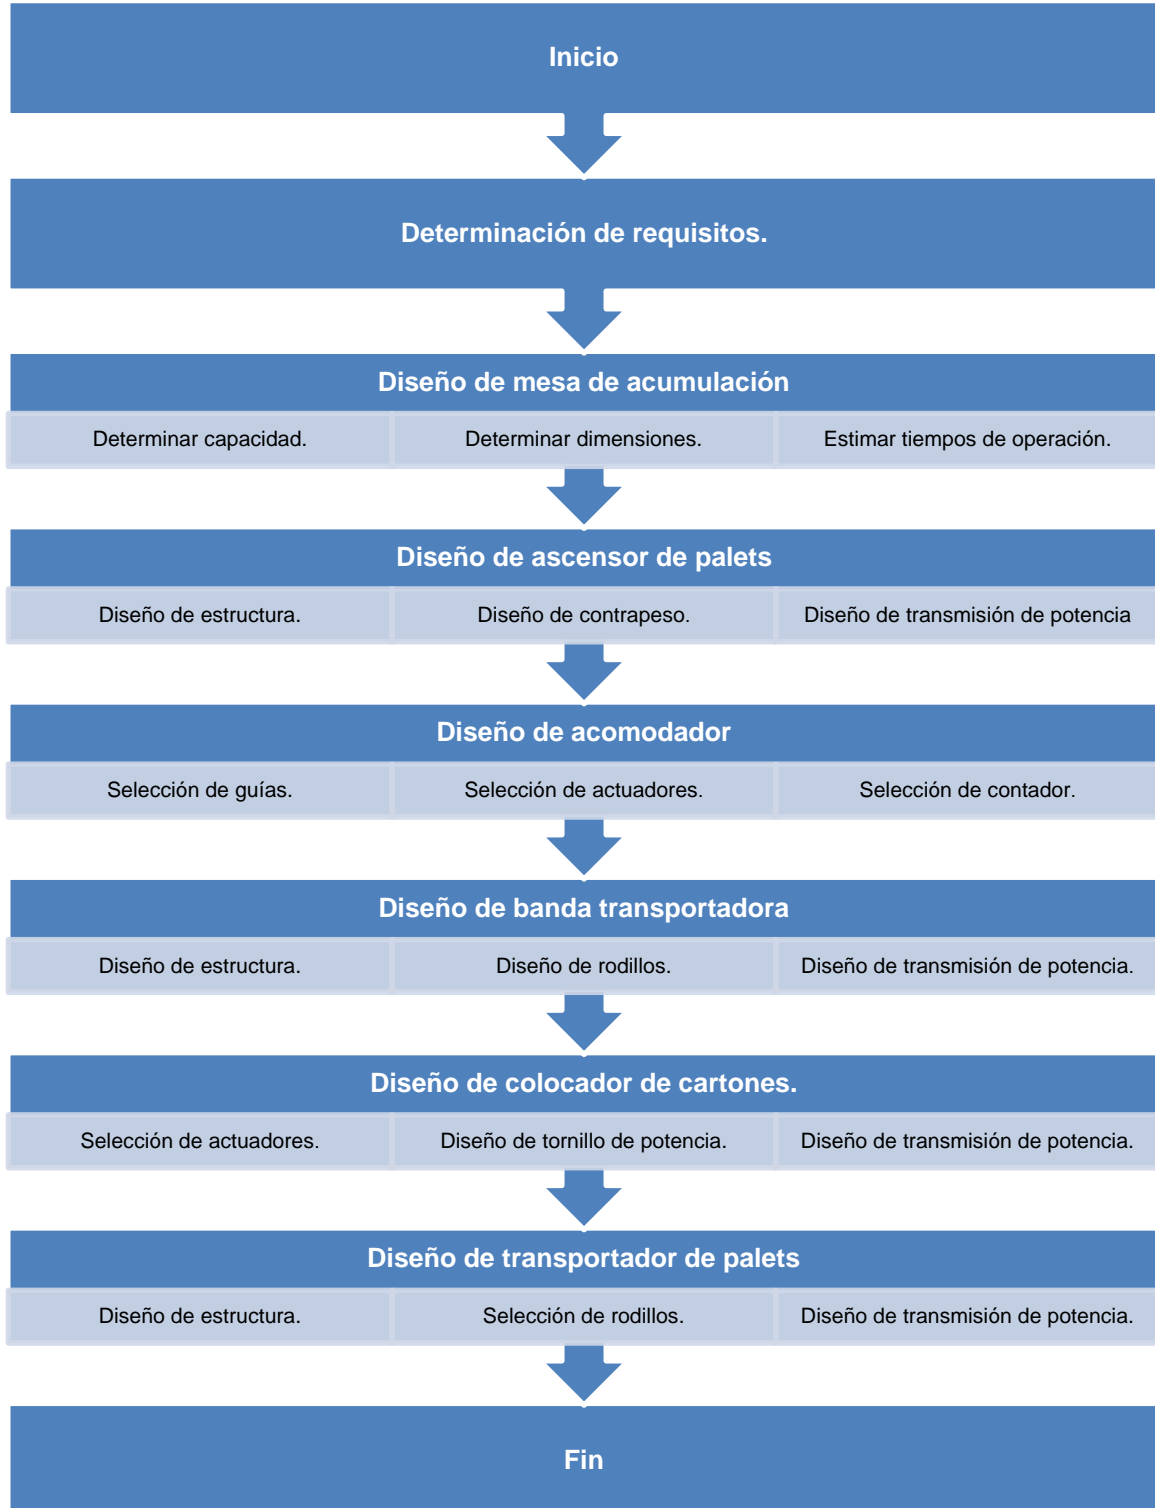 Inicio
Determinación de requisitos.
Diseño de mesa de acumulación
Determinar capacidad.
Determinar dimensiones.
Estimar tiempos de operación.
Diseño de ascensor de palets
Diseño de estructura.
Diseño de contrapeso.
Diseño de transmisión de potencia
Diseño de acomodador
Selección de guías.
Selección de actuadores.
Selección de contador.
Diseño de banda transportadora
Diseño de estructura.
Diseño de rodillos.
Diseño de transmisión de potencia.
Diseño de colocador de cartones.
Selección de actuadores.
Diseño de tornillo de potencia.
Diseño de transmisión de potencia.
Diseño de transportador de palets
Diseño de estructura.
Selección de rodillos.
Diseño de transmisión de potencia.
Fin